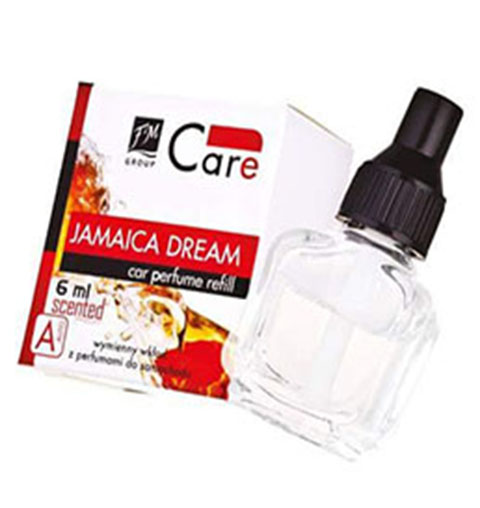 FM
GROUP
Care
JAMAICA DREAM
car perfume refill
6 ml
scented
A
wymienny wkład
z perfumami do samochodu